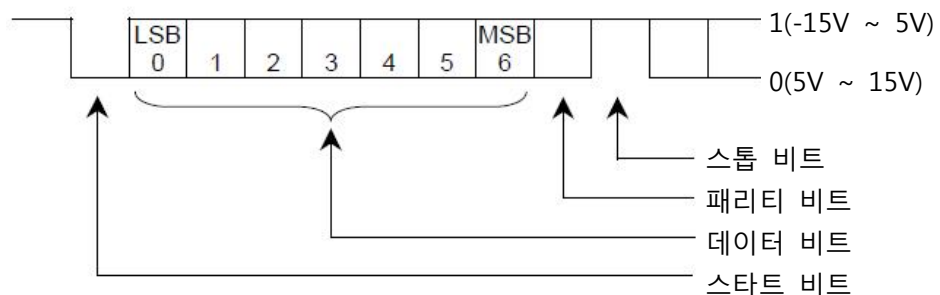 1(-15V ~ 5V)
LSB MSB
0 1 2 3 4 5 6
0(5V ~ 15V)
스톱 비트
패리티 비트
데이터 비트
스타트 비트